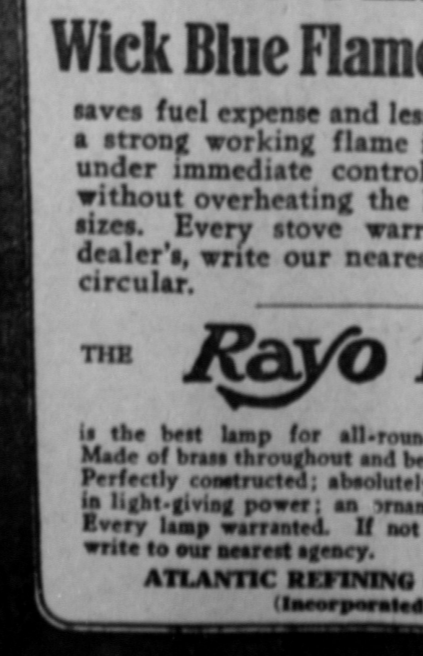 Wick Blue Flame
saves fuel expense and les
a strong working flame
under immediate control
without overheating the
sizes. Every stove warr
dealer's, write our neares
circular.
THE Rayo
is the best lamp for all-roun
Made of brass throughout and be
Perfectly constructed; absolutel
in light-giving power; an ornam
Every lamp warranted. If not
write to our nearest agency.
ATLANTIC REFINING
(Incorporated